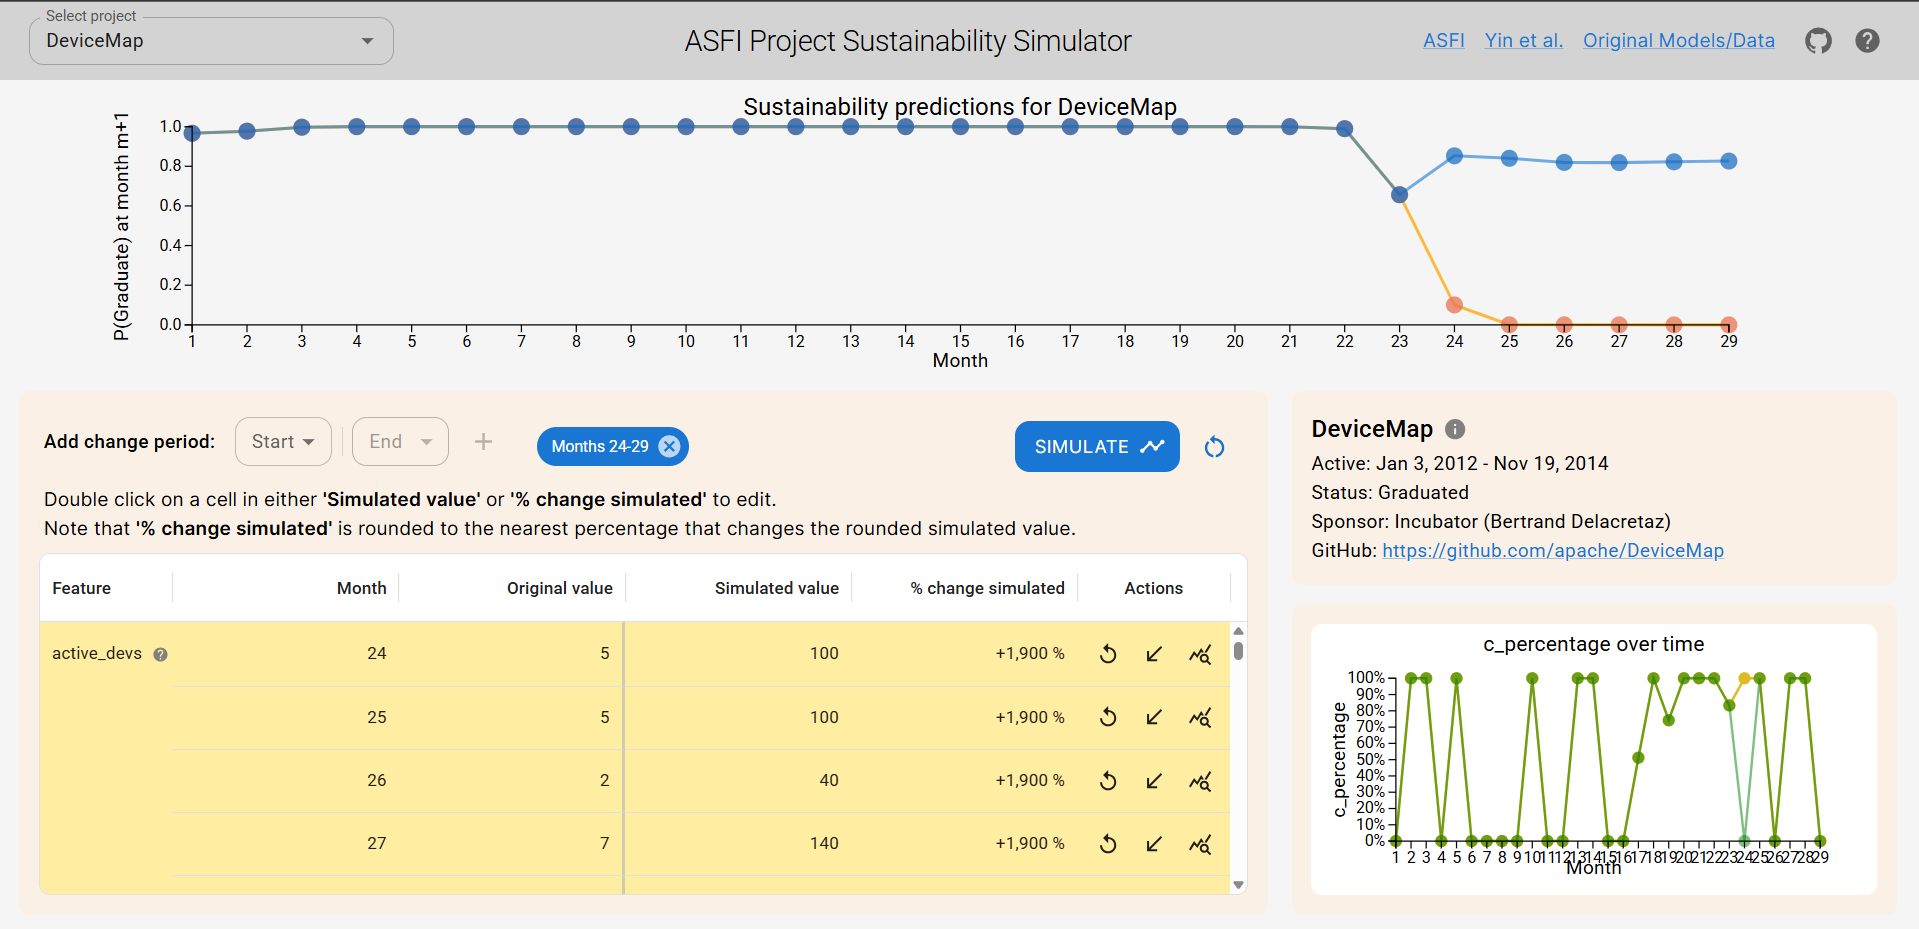 Select project
DeviceMap
ASFI Project Sustainability Simulator
ASFI Yin et al. Original Models/Data
Sustainability predictions for DeviceMap
P(Graduate) at month m+1
1.0
0.8
0.6
0.4
0.2
0.0
1 2 3 4 5 6 7 8 9 10 11 12 13 14 15 16 17 18 19 20 21 22 23 24 25 26 27 28 29
Month
Add change period:
Start
End
Months 24-29
SIMULATE
Double click on a cell in either 'Simulated value' or '% change simulated' to edit.
Note that '% change simulated' is rounded to the nearest percentage that changes the rounded simulated value.
Feature Month Original value Simulated value % change simulated Actions
active_devs 24 5 100 +1,900 %
25 5 100 +1,900 %
26 2 40 +1,900 %
27 7 140 +1,900 %
DeviceMap
Active: Jan 3, 2012 - Nov 19, 2014
Status: Graduated
Sponsor: Incubator (Bertrand Delacretaz)
GitHub: https://github.com/apache/DeviceMap
c_percentage over time
c_percentage
100%
90%
80%
70%
60%
50%
40%
30%
20%
10%
0%
1 2 3 4 5 6 7 8 9 10 11 12 13 14 15 16 17 18 19 20 21 22 23 24 25 26 27 28 29
Month